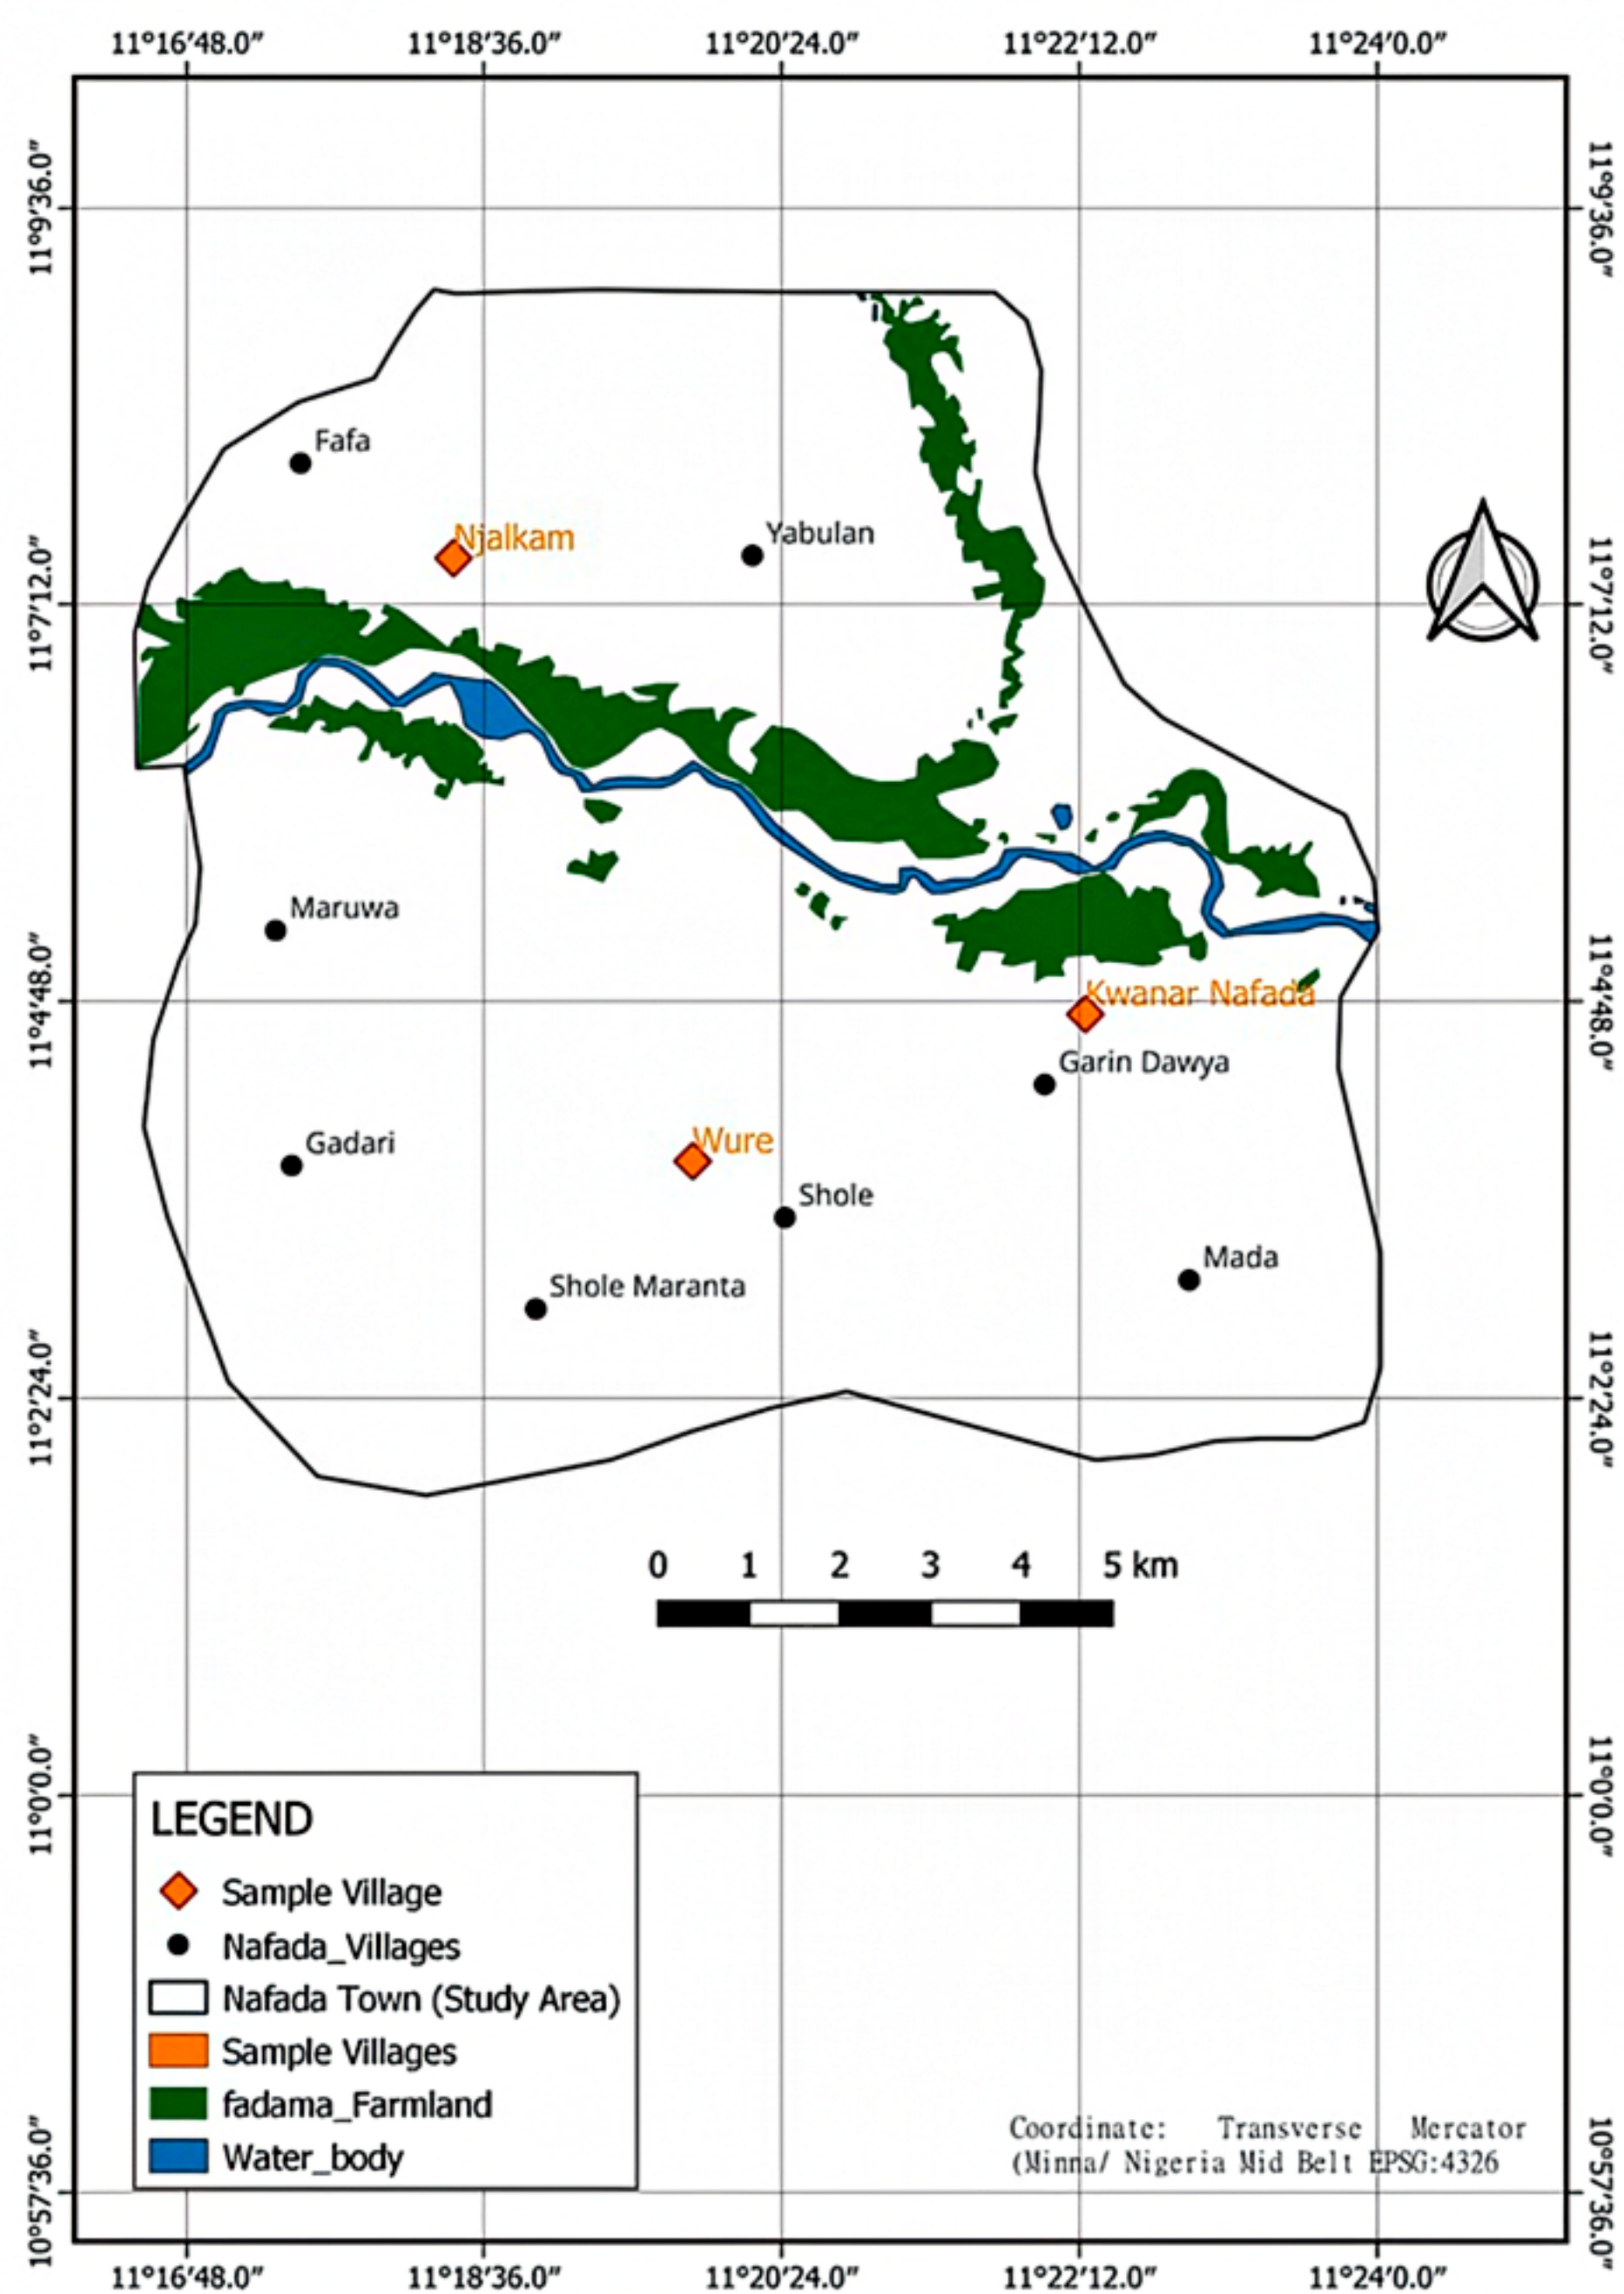 11°16'48.0" 11°18'36.0" 11°20'24.0" 11°22'12.0" 11°24'0.0"
11°9'36.0" 11°9'36.0"
Fafa
Njalkam
Yabulan
11°7'12.0" 11°7'12.0"
Maruwa
Kwanar Nafada
11°4'48.0" 11°4'48.0"
Garin Dawya
Gadari
Wure
Shole
Mada
Shole Maranta
11°2'24.0" 11°2'24.0"
0 1 2 3 4 5 km
11°0'0.0" 11°0'0.0"
LEGEND
Sample Village
Nafada_Villages
Nafada Town (Study Area)
Sample Villages
fadama_Farmland
Water_body
Coordinate: Transverse Mercator
(Minna/ Nigeria Mid Belt EPSG:4326
10°57'36.0" 10°57'36.0"
11°16'48.0" 11°18'36.0" 11°20'24.0" 11°22'12.0" 11°24'0.0"